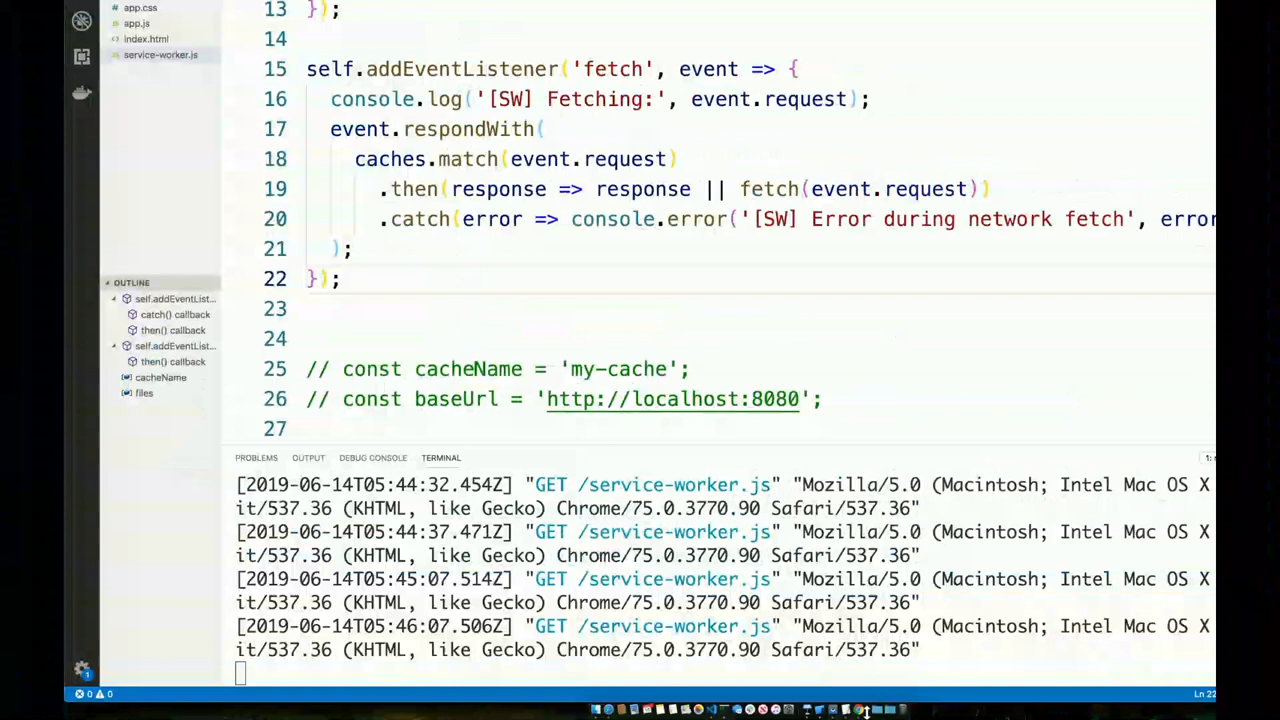 app.css
app.js
index.html
service-worker.js
OUTLINE
self.addEventList...
catch() callback
then() callback
self.addEventList...
then() callback
cacheName
files
13 });
14
15 self.addEventListener('fetch', event => {
16 console.log('[SW] Fetching:', event.request);
17 event.respondWith(
18 caches.match(event.request)
19 .then(response => response || fetch(event.request))
20 .catch(error => console.error('[SW] Error during network fetch', error
21 );
22 });
23
24
25 // const cacheName = 'my-cache';
26 // const baseUrl = 'http://localhost:8080';
27
PROBLEMS OUTPUT DEBUG CONSOLE TERMINAL 1:
[2019-06-14T05:44:32.454Z] "GET /service-worker.js" "Mozilla/5.0 (Macintosh; Intel Mac OS X
it/537.36 (KHTML, like Gecko) Chrome/75.0.3770.90 Safari/537.36"
[2019-06-14T05:44:37.471Z] "GET /service-worker.js" "Mozilla/5.0 (Macintosh; Intel Mac OS X
it/537.36 (KHTML, like Gecko) Chrome/75.0.3770.90 Safari/537.36"
[2019-06-14T05:45:07.514Z] "GET /service-worker.js" "Mozilla/5.0 (Macintosh; Intel Mac OS X
it/537.36 (KHTML, like Gecko) Chrome/75.0.3770.90 Safari/537.36"
[2019-06-14T05:46:07.506Z] "GET /service-worker.js" "Mozilla/5.0 (Macintosh; Intel Mac OS X
it/537.36 (KHTML, like Gecko) Chrome/75.0.3770.90 Safari/537.36"
1
0 0 Ln 22